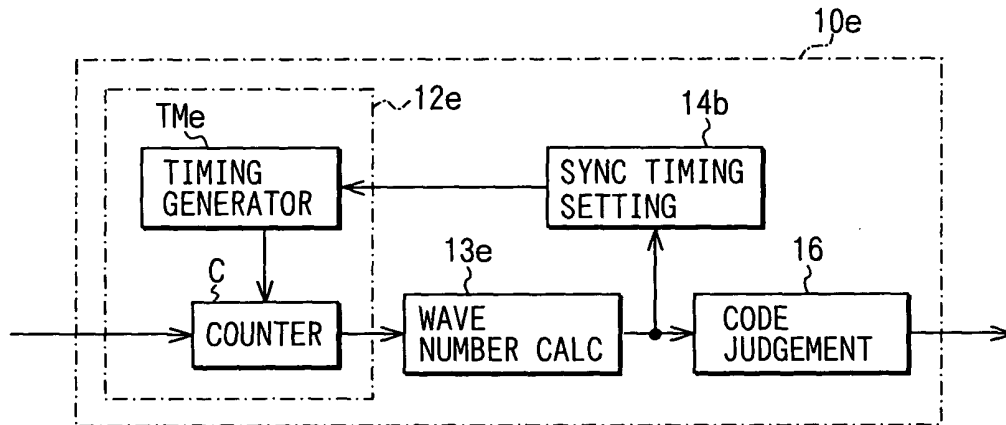 10e
12e
TMe
14b
TIMING
GENERATOR
SYNC TIMING
SETTING
C
13e
16
COUNTER
WAVE
NUMBER CALC
CODE
JUDGEMENT